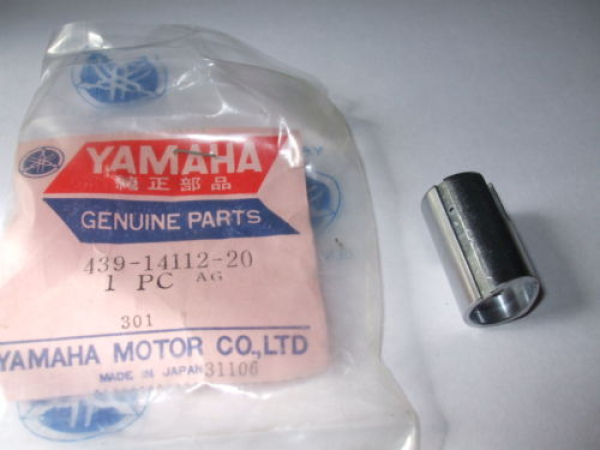 YAMAHA
純正部品
GENUINE PARTS
439-14112-20
1 PC AG
301
YAMAHA MOTOR CO.,LTD
MADE IN JAPAN 31106